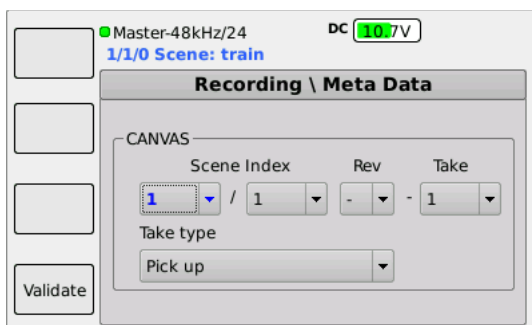 Master-48kHz/24 DC 10.7V
1/1/0 Scene: train
Recording \ Meta Data
CANVAS
Scene Index Rev Take
1 / 1 - - 1
Take type
Pick up
Validate